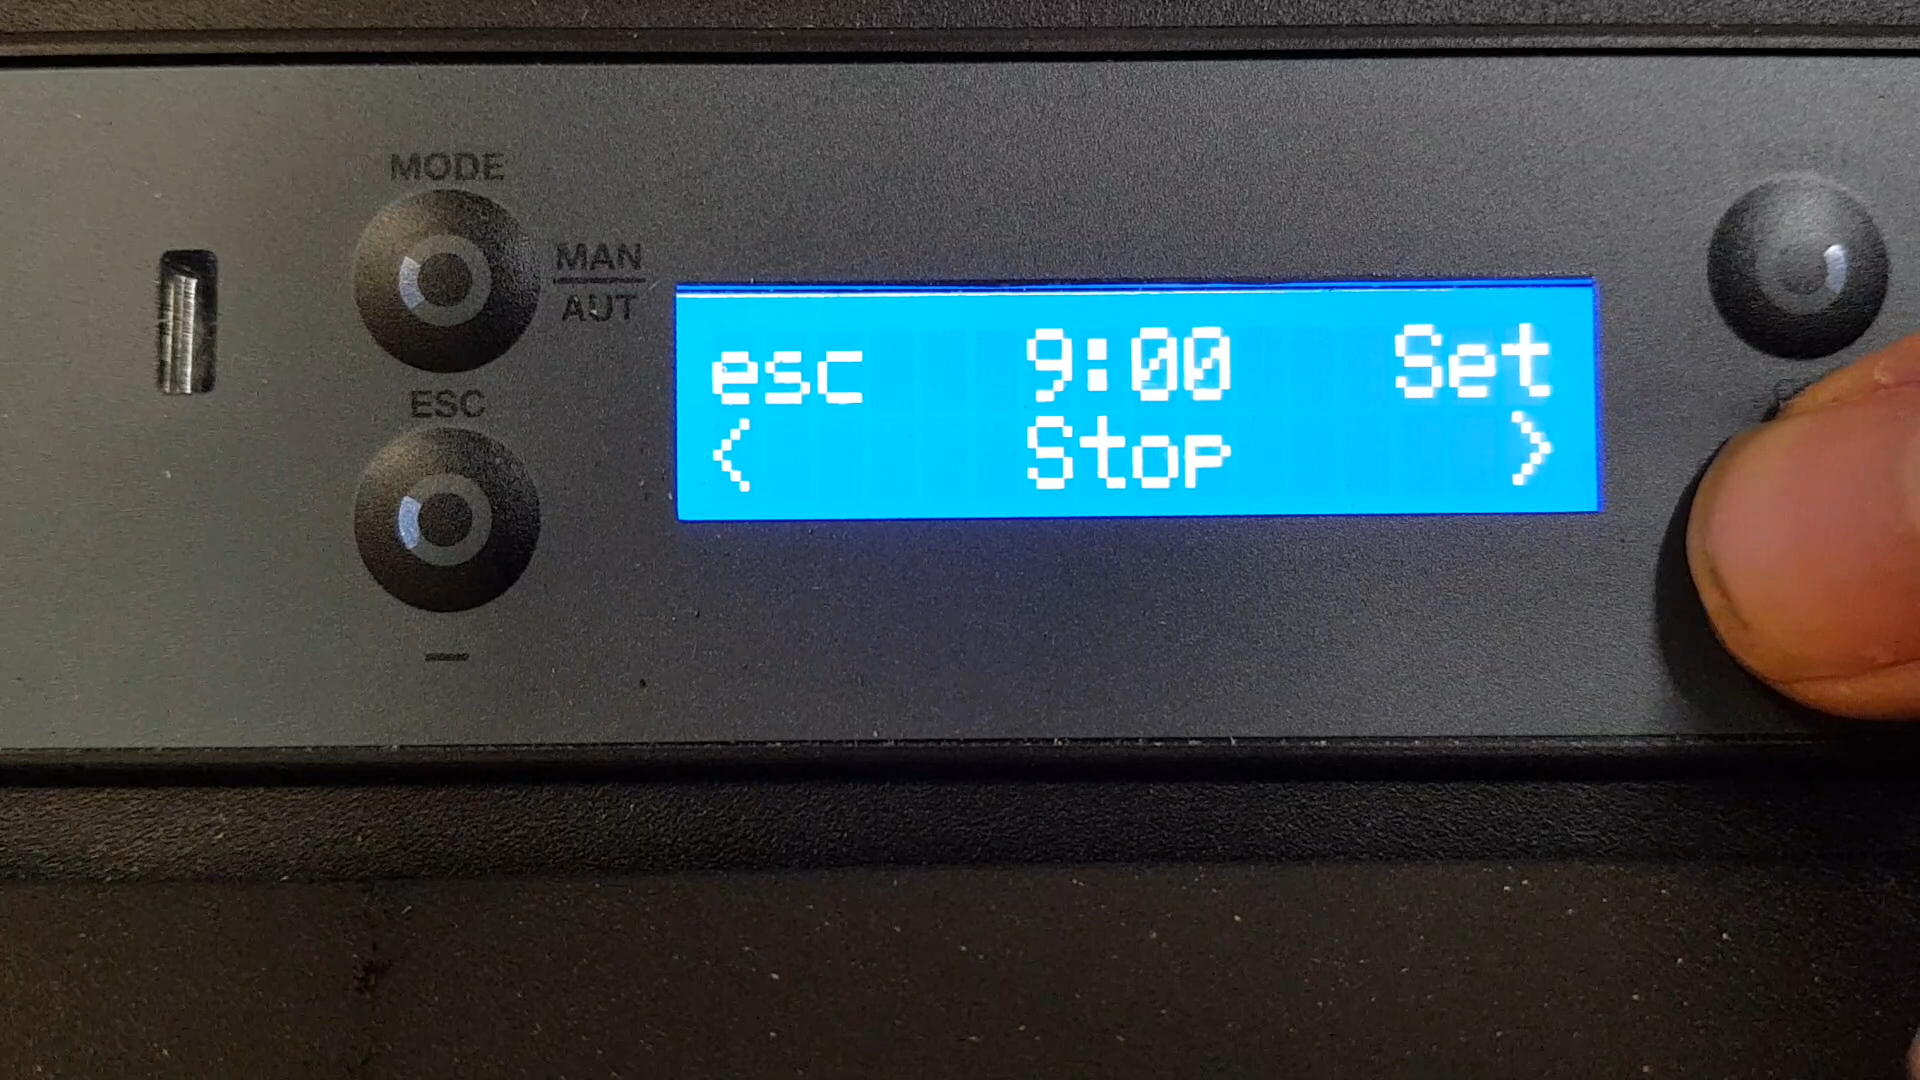 MODE
MAN
AUT
esc 9:00 Set
ESC
< Stop >
—